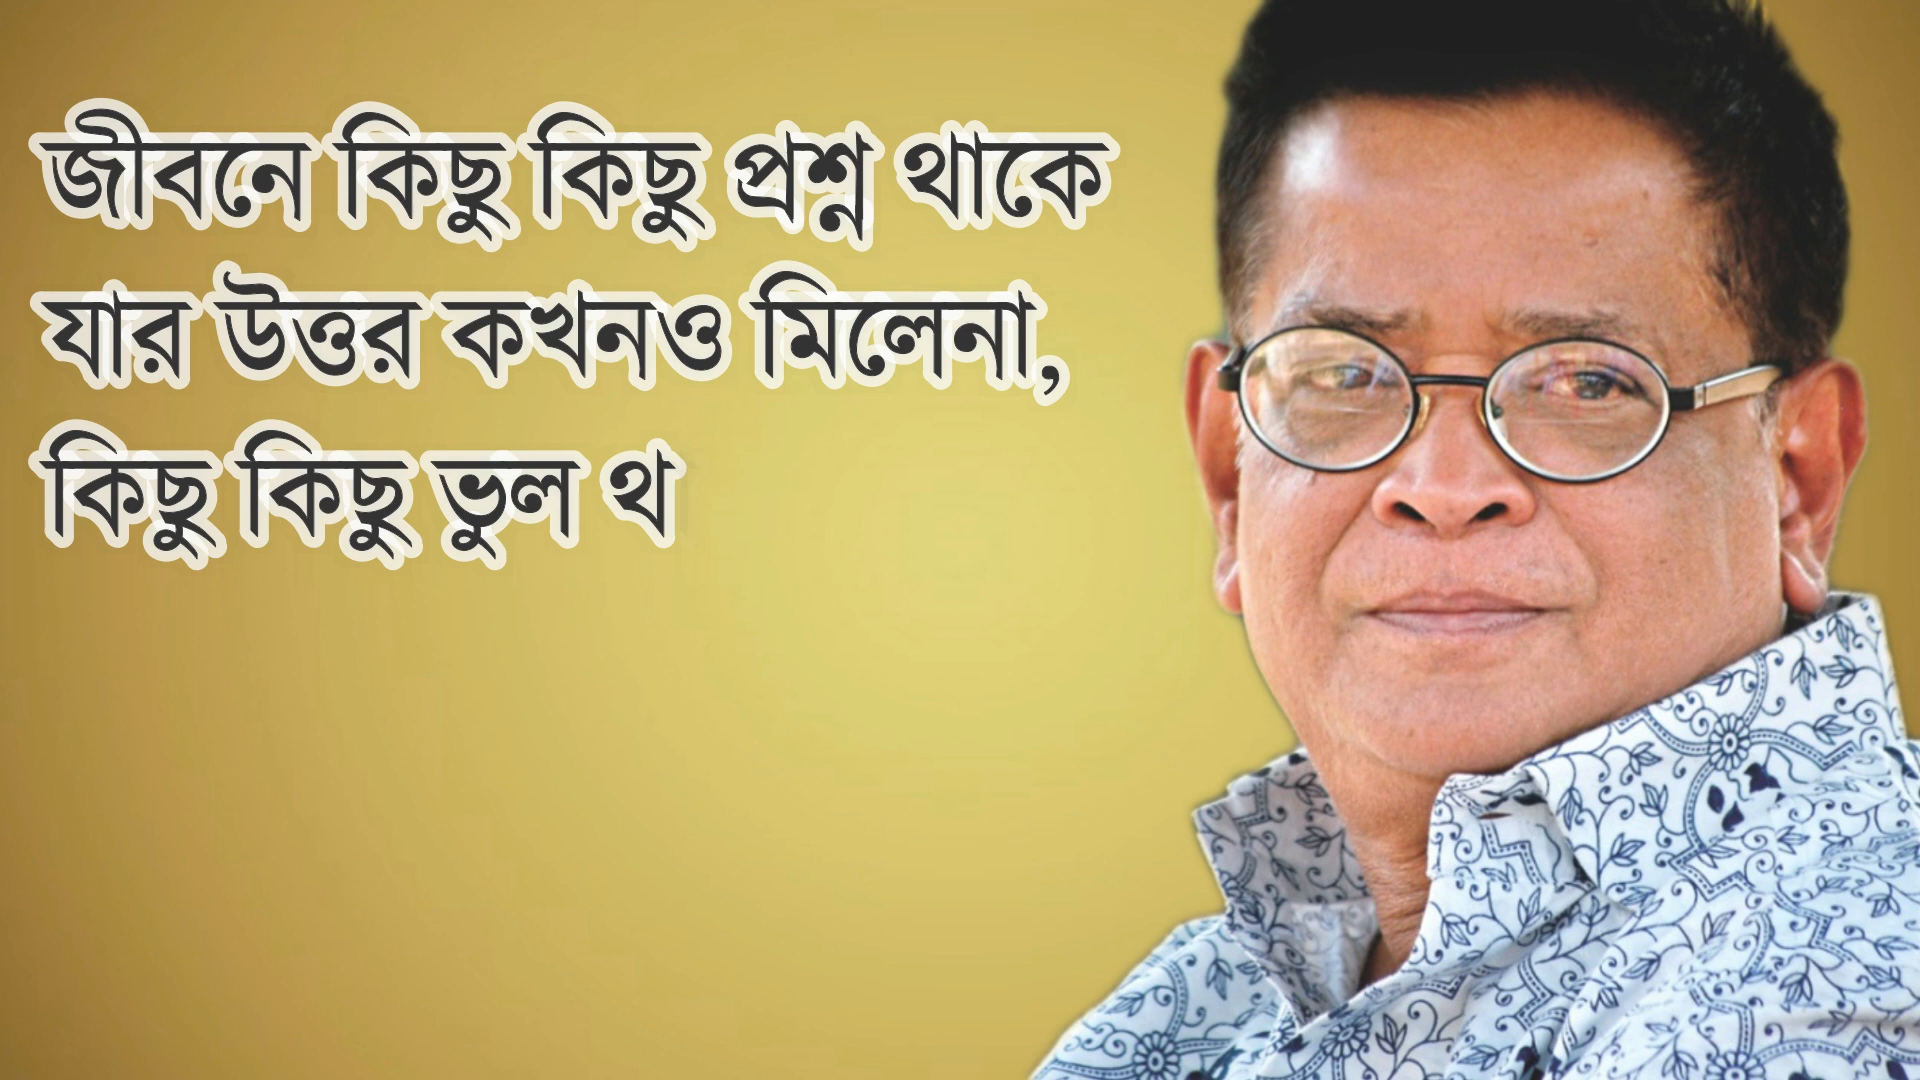 জীবনে কিছু কিছু প্রশ্ন থাকে
যার উত্তর কখনও মিলেনা,
কিছু কিছু ভুল থ